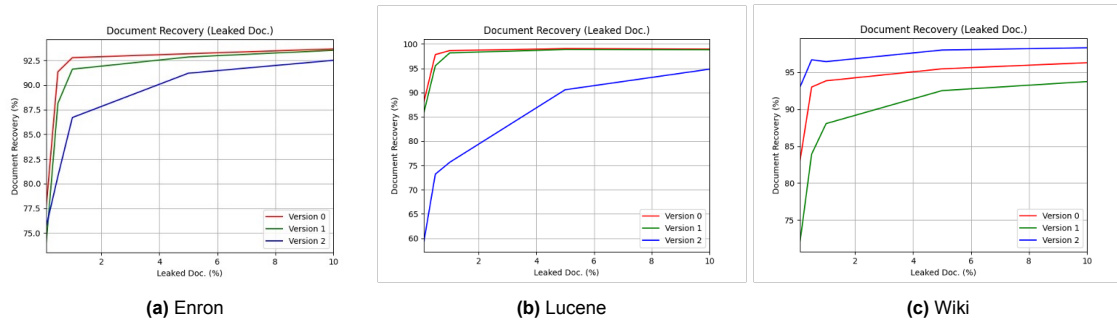 Document Recovery (Leaked Doc.)
Document Recovery (%)
92.5
90.0
87.5
85.0
82.5
80.0
77.5
75.0
Version 0
Version 1
Version 2
2
4
6
8
10
Leaked Doc. (%)
(a) Enron
Document Recovery (Leaked Doc.)
Document Recovery (%)
100
95
90
85
80
75
70
65
60
Version 0
Version 1
Version 2
2
4
6
8
10
Leaked Doc. (%)
(b) Lucene
Document Recovery (Leaked Doc.)
Document Recovery (%)
95
90
85
80
75
Version 0
Version 1
Version 2
2
4
6
8
10
Leaked Doc. (%)
(c) Wiki